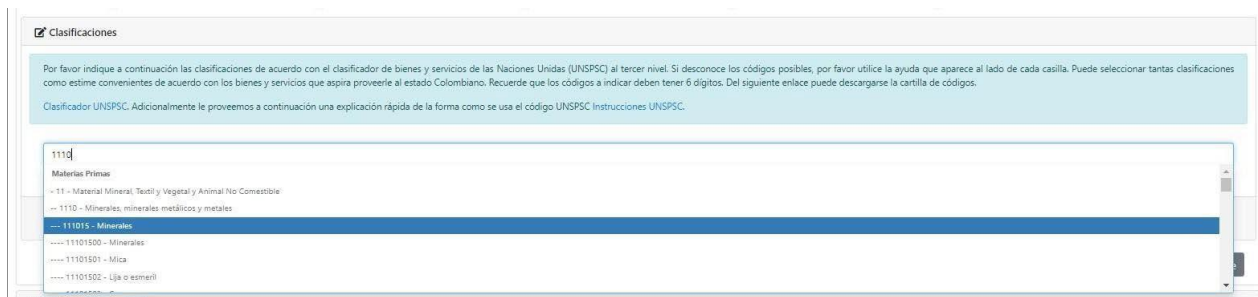 Clasificaciones
Por favor indique a continuación las clasificaciones de acuerdo con el clasificador de bienes y servicios de las Naciones Unidas (UNSPSC) al tercer nivel. Si desconoce los códigos posibles, por favor utilice la ayuda que aparece al lado de cada casilla. Puede seleccionar tantas clasificaciones
como estime convenientes de acuerdo con los bienes y servicios que aspira proveerle al estado Colombiano. Recuerde que los códigos a indicar deben tener 6 dígitos. Del siguiente enlace puede descargarse la cartilla de códigos.
Clasificador UNSPSC. Adicionalmente le proveemos a continuación una explicación rápida de la forma como se usa el código UNSPSC Instrucciones UNSPSC.
1110
Materias Primas
- 11 - Material Mineral, Textil y Vegetal y Animal No Comestible
-- 1110 - Minerales, minerales metálicos y metales
--- 111015 - Minerales
---- 11101500 - Minerales
---- 11101501 - Mica
---- 11101502 - Lija o esmeril